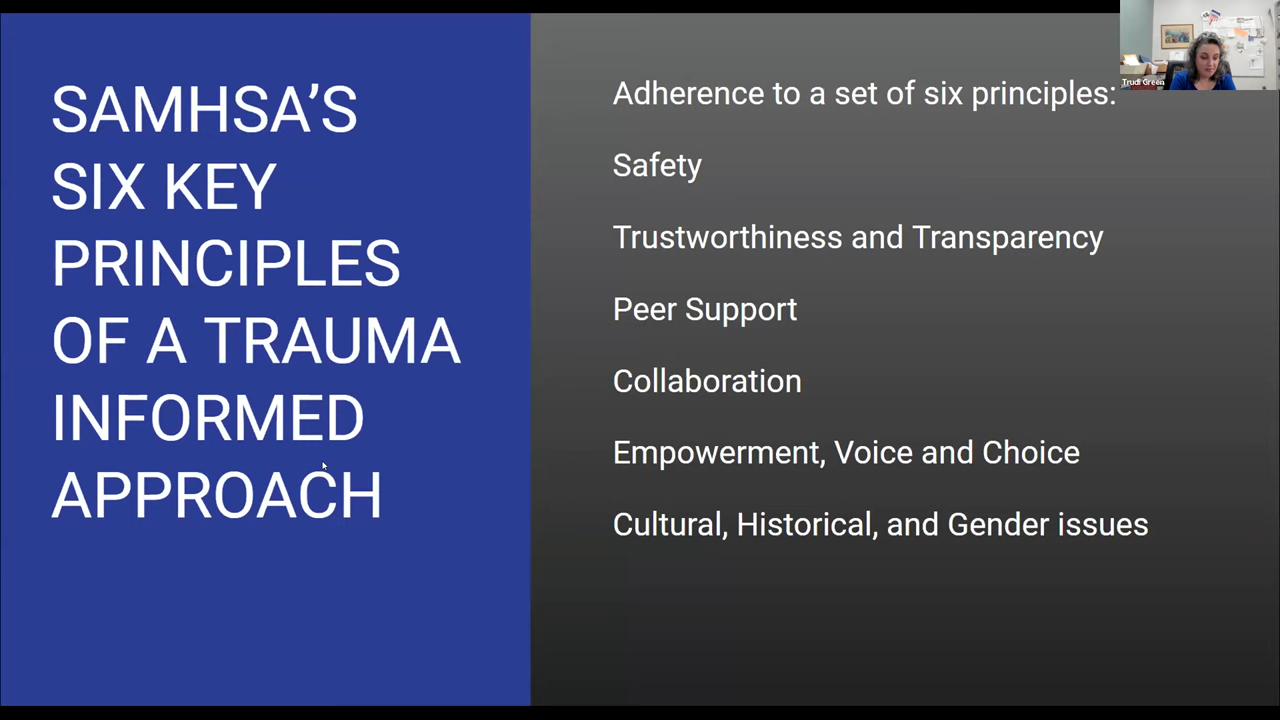 SAMHSA’S
SIX KEY
PRINCIPLES
OF A TRAUMA
INFORMED
APPROACH
Adherence to a set of six principles:
Safety
Trustworthiness and Transparency
Peer Support
Collaboration
Empowerment, Voice and Choice
Cultural, Historical, and Gender issues
Trudi Green